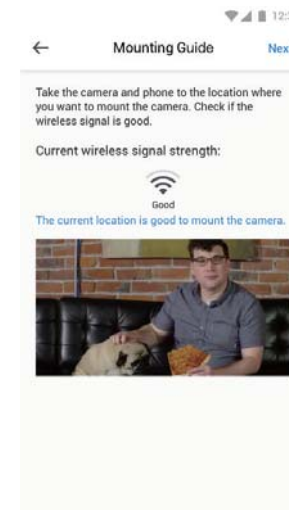 12:
Mounting Guide
Nex
Take the camera and phone to the location where
you want to mount the camera. Check if the
wireless signal is good.
Current wireless signal strength:
Good
The current location is good to mount the camera.